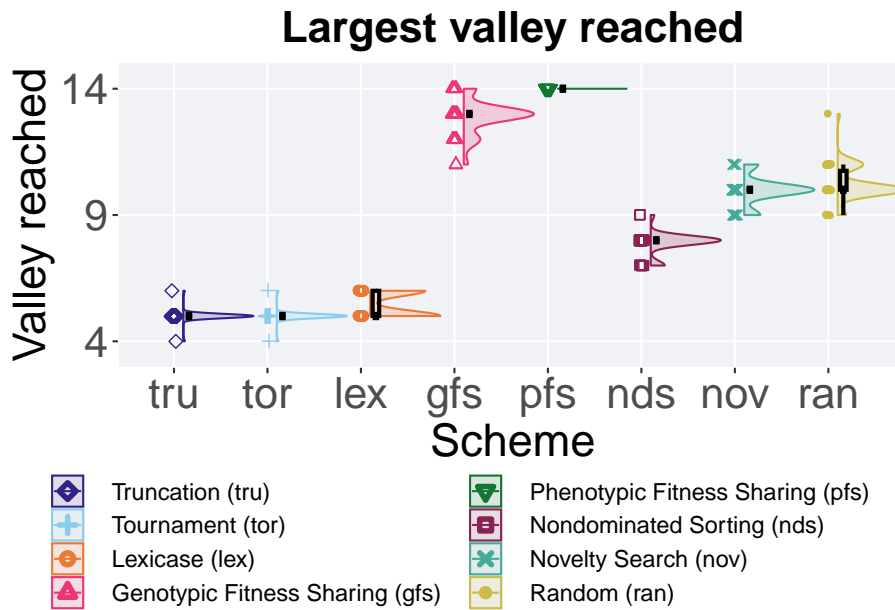 Largest valley reached
Valley reached
14
9
4
tru tor lex gfs pfs nds nov ran
Scheme
Truncation (tru)
Tournament (tor)
Lexicase (lex)
Genotypic Fitness Sharing (gfs)
Phenotypic Fitness Sharing (pfs)
Nondominated Sorting (nds)
Novelty Search (nov)
Random (ran)